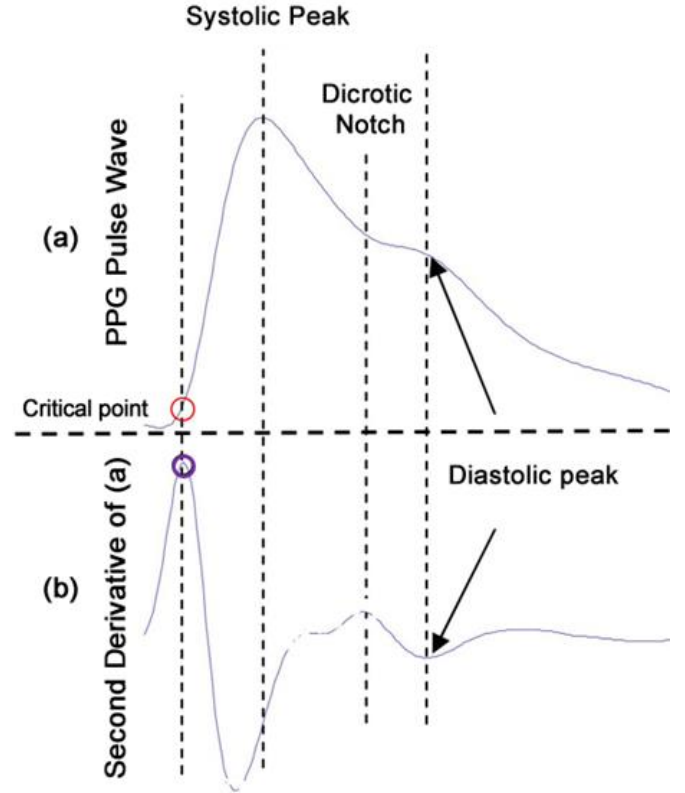 Systolic Peak
Dicrotic
Notch
(a)
PPG Pulse Wave
Critical point
Diastolic peak
(b)
Second Derivative of (a)